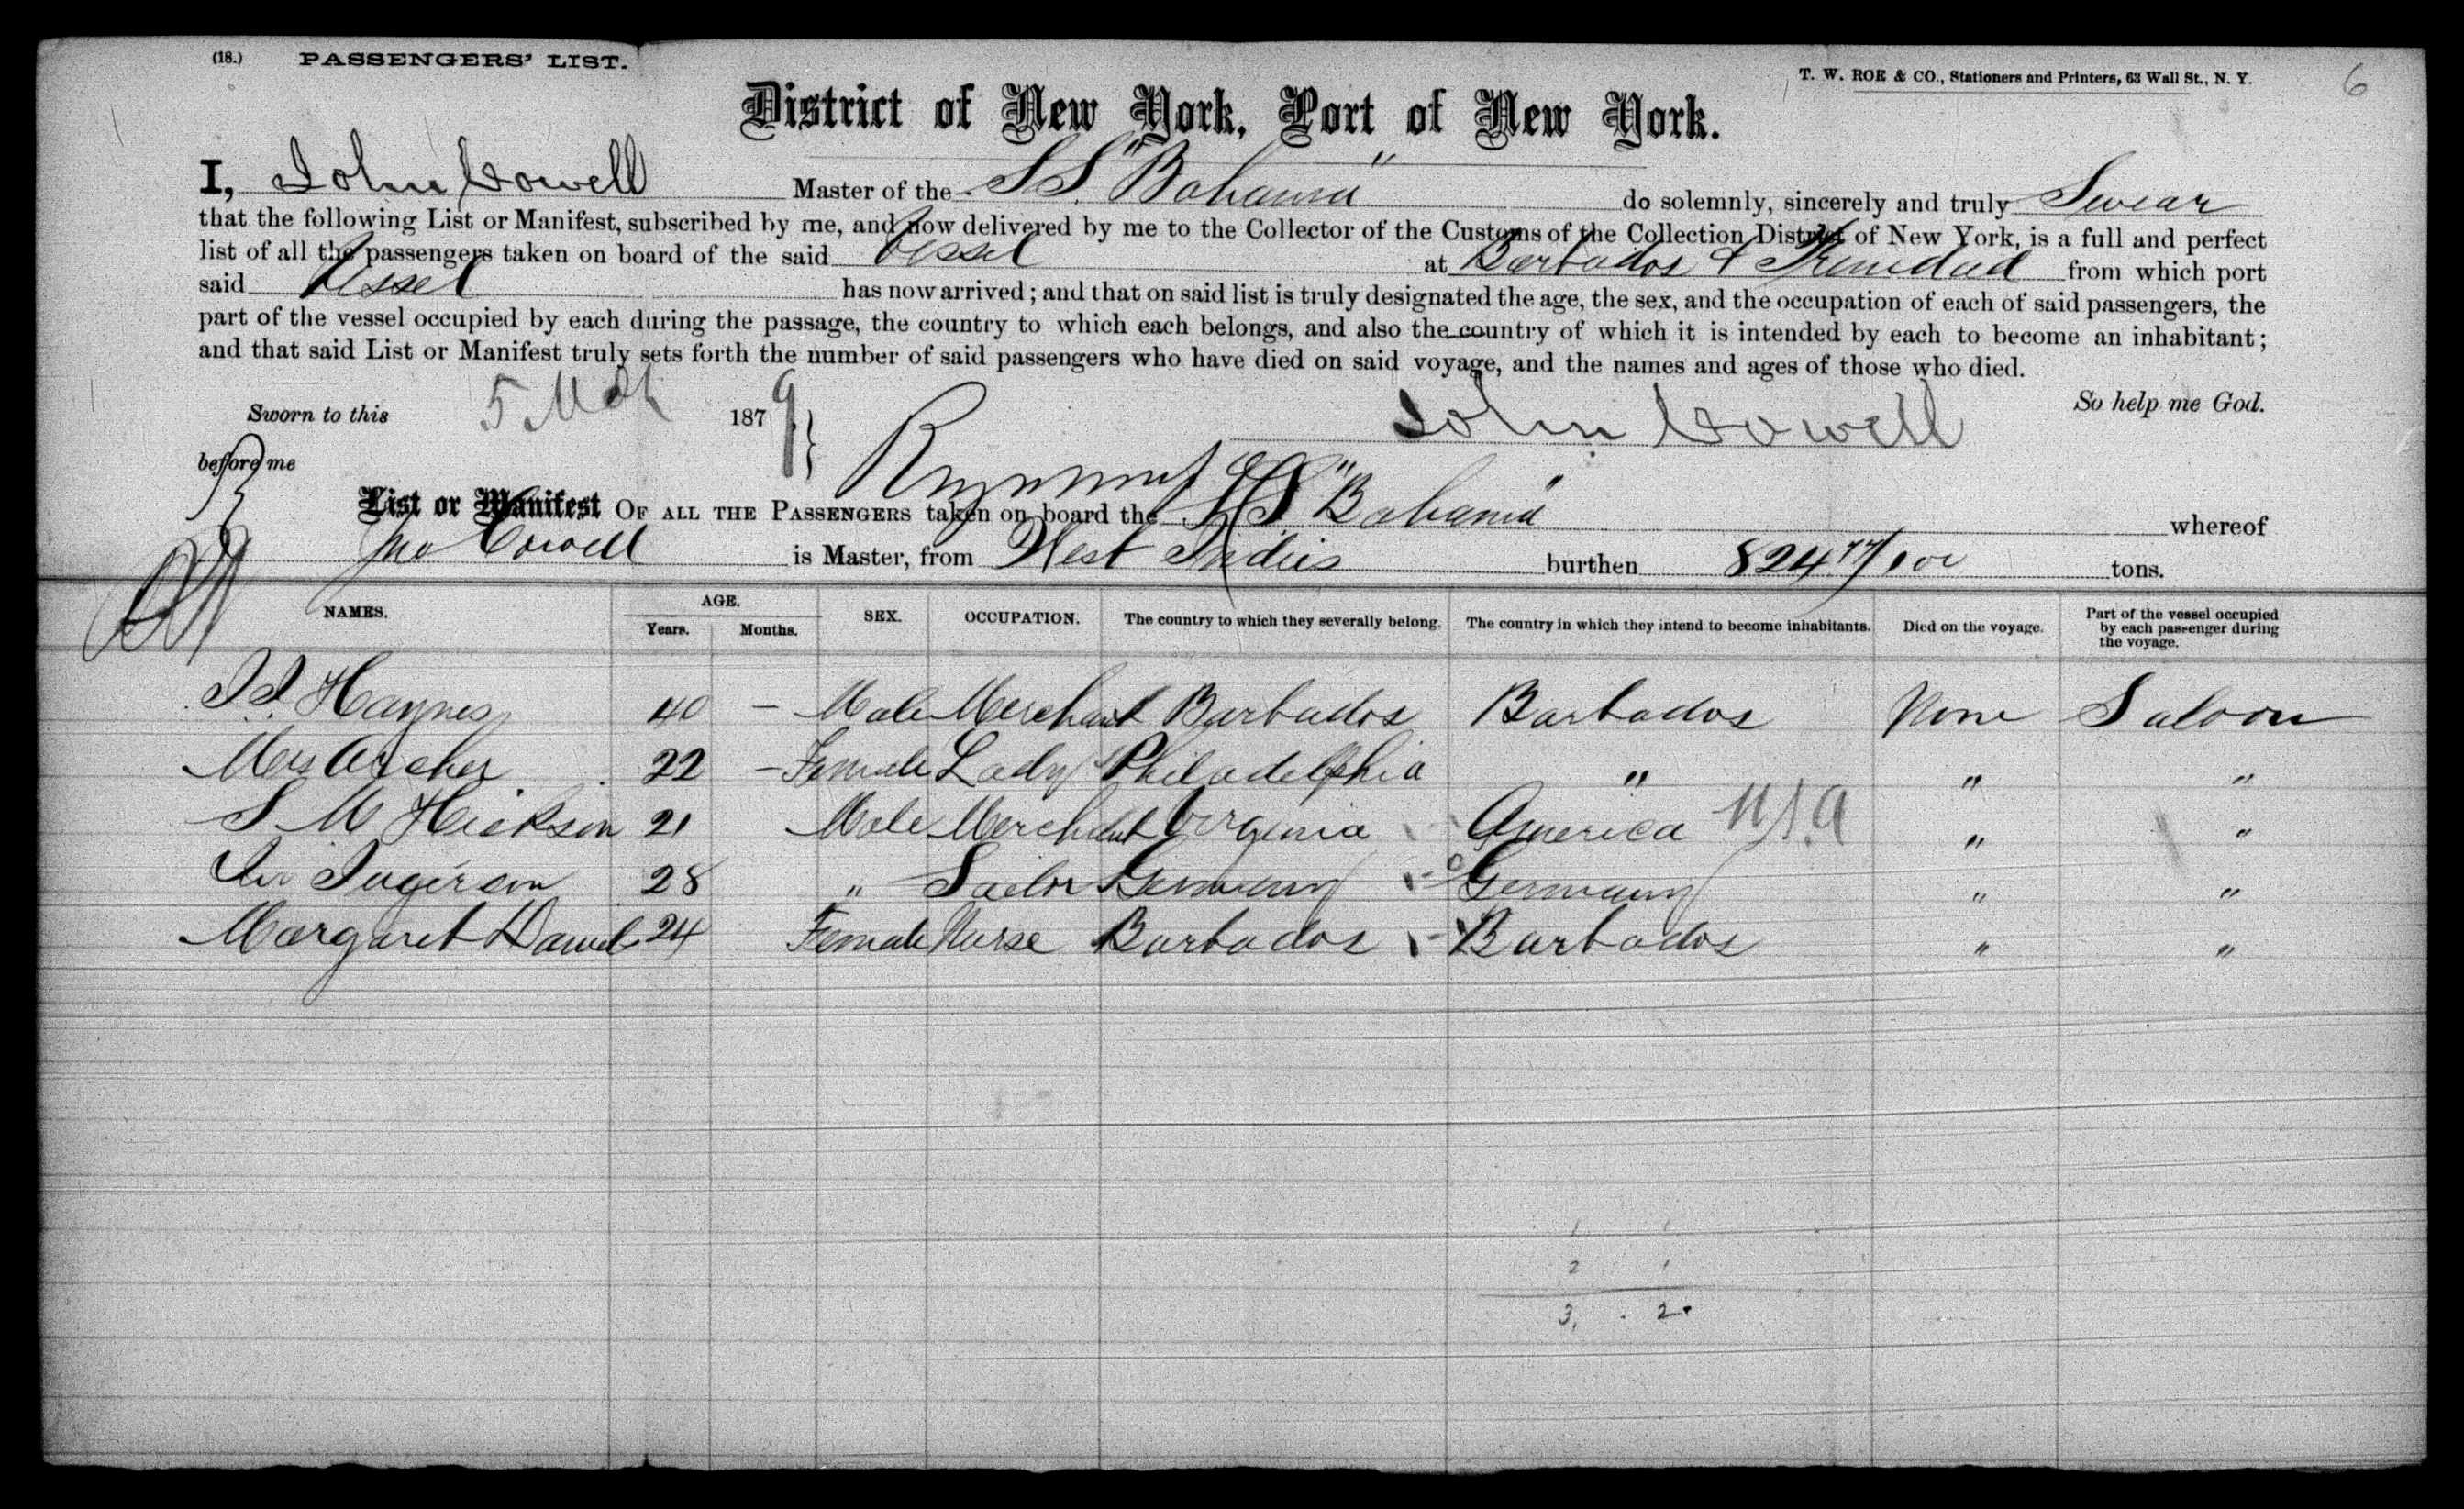 (18.) PASSENGERS' LIST.
T. W. ROE & CO., Stationers and Printers, 63 Wall St., N. Y.
6
District of New York, Port of New York.
I, John Cowell Master of the S.S. "Bahama" do solemnly, sincerely and truly Swear
that the following List or Manifest, subscribed by me, and now delivered by me to the Collector of the Customs of the Collection District of New York, is a full and perfect
list of all the passengers taken on board of the said Vessel at Barbados & Trinidad from which port
said Vessel has now arrived; and that on said list is truly designated the age, the sex, and the occupation of each of said passengers, the
part of the vessel occupied by each during the passage, the country to which each belongs, and also the country of which it is intended by each to become an inhabitant;
and that said List or Manifest truly sets forth the number of said passengers who have died on said voyage, and the names and ages of those who died.
So help me God.
Sworn to this 5 Mch 1879
John Cowell
before me
List or Manifest OF ALL THE PASSENGERS taken on board the S.S. "Bahama" whereof
Jno Cowell is Master, from West Indies burthen 824 tons.
NAMES. AGE. Years. Months. SEX. OCCUPATION. The country to which they severally belong. The country in which they intend to become inhabitants. Died on the voyage. Part of the vessel occupied by each passenger during the voyage.
Haynes 40 – Male Merchant Barbados Barbados None Saloon
Mrs Archer 22 – Female Lady Philadelphia " " "
S M Hickson 21 Male Merchant Virginia America USA " "
28 " Sailor Germany Germany " "
Margaret 24 Female Nurse Barbados Barbados " "
2 1
3. 2.